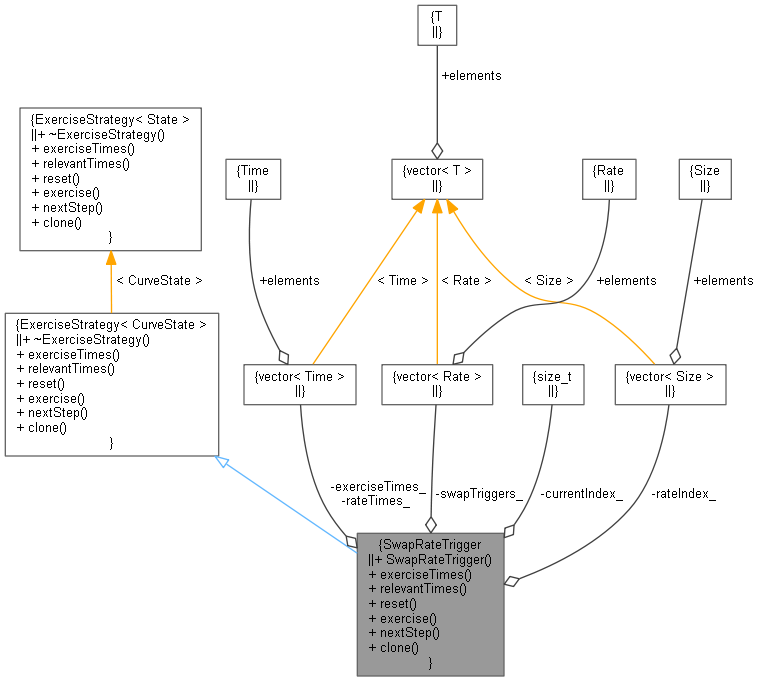 {T
||}
+elements
{ExerciseStrategy< State >
||+ ~ExerciseStrategy()
+ exerciseTimes()
+ relevantTimes()
+ reset()
+ exercise()
+ nextStep()
+ clone()
}
{Time
||}
{vector< T >
||}
{Rate
||}
{Size
||}
< CurveState >
+elements
< Time >
< Rate >
< Size >
+elements
+elements
{ExerciseStrategy< CurveState >
||+ ~ExerciseStrategy()
+ exerciseTimes()
+ relevantTimes()
+ reset()
+ exercise()
+ nextStep()
+ clone()
}
{vector< Time >
||}
{vector< Rate >
||}
{size_t
||}
{vector< Size >
||}
-exerciseTimes_
-rateTimes_
-swapTriggers_
-currentIndex_
-rateIndex_
{SwapRateTrigger
||+ SwapRateTrigger()
+ exerciseTimes()
+ relevantTimes()
+ reset()
+ exercise()
+ nextStep()
+ clone()
}